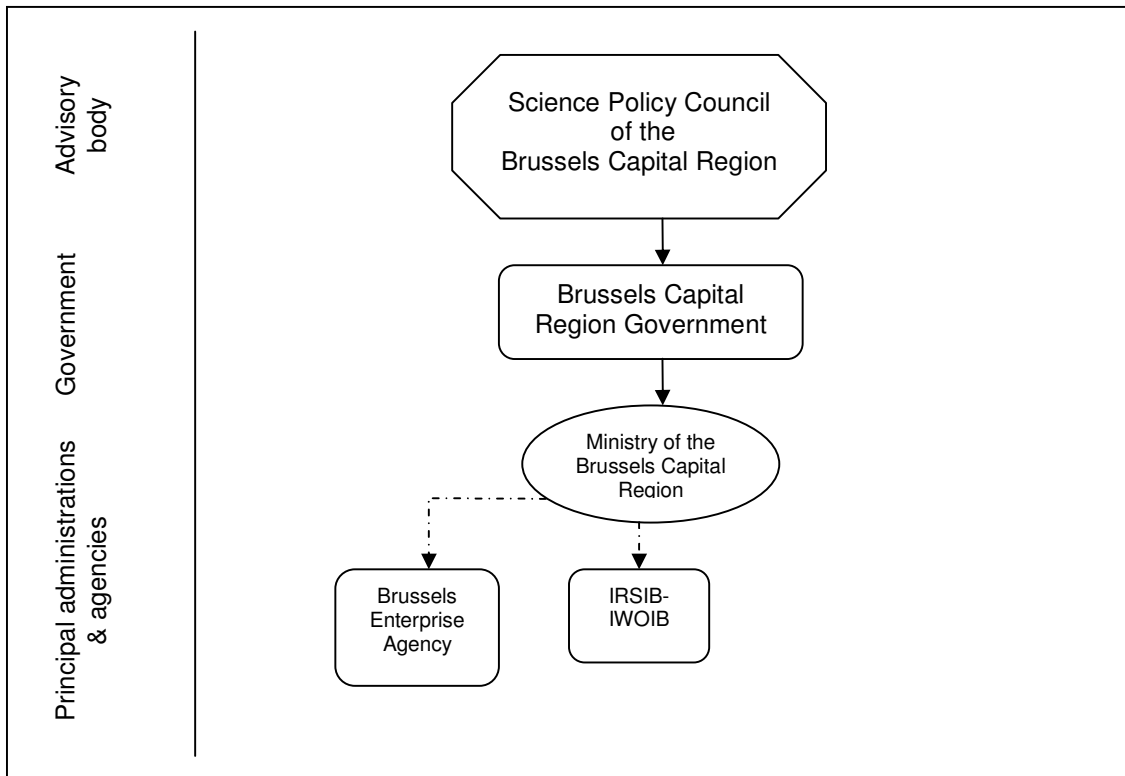 Advisory
body
Science Policy Council
of the
Brussels Capital Region
Government
Brussels Capital
Region Government
Principal administrations
& agencies
Ministry of the
Brussels Capital
Region
Brussels
Enterprise
Agency
IRSIB-
IWOIB